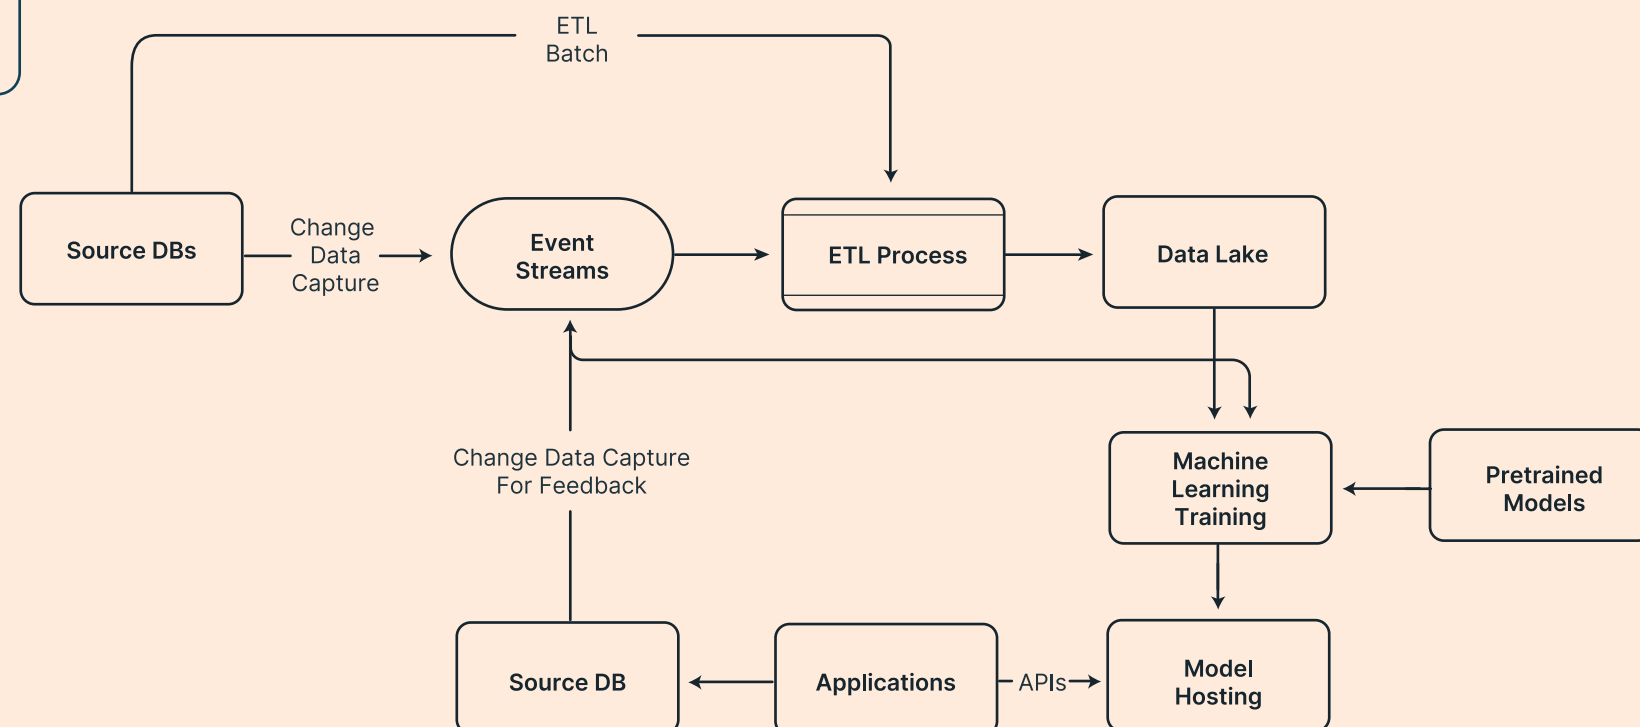 ETL
Batch
Source DBs
Change
Data
Capture
Event
Streams
ETL Process
Data Lake
Change Data Capture
For Feedback
Machine
Learning
Training
Pretrained
Models
Source DB
Applications
APIs
Model
Hosting